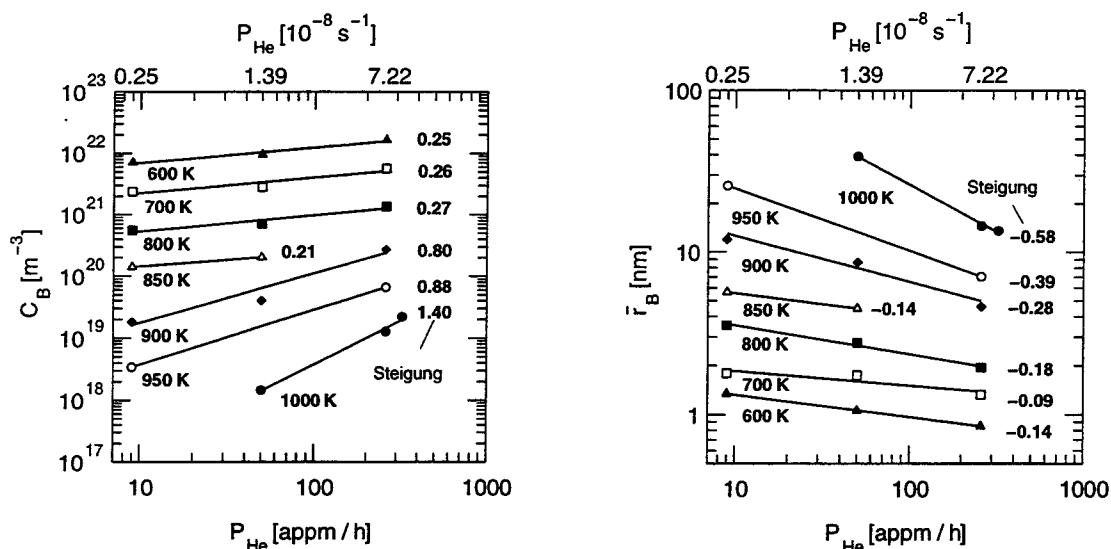 P_He [10^-8 s^-1]
0.25 1.39 7.22
10^23
10^22
10^21
10^20
10^19
10^18
10^17
C_B [m^-3]
600 K
0.25
700 K
0.26
800 K
0.27
850 K
0.21
900 K
0.80
950 K
0.88
1000 K
1.40
Steigung
10 100 1000
P_He [appm / h]
P_He [10^-8 s^-1]
0.25 1.39 7.22
100
10
1
r̄_B [nm]
1000 K
Steigung
−0.58
950 K
−0.39
900 K
−0.28
850 K
−0.14
800 K
−0.18
700 K
−0.09
600 K
−0.14
10 100 1000
P_He [appm / h]